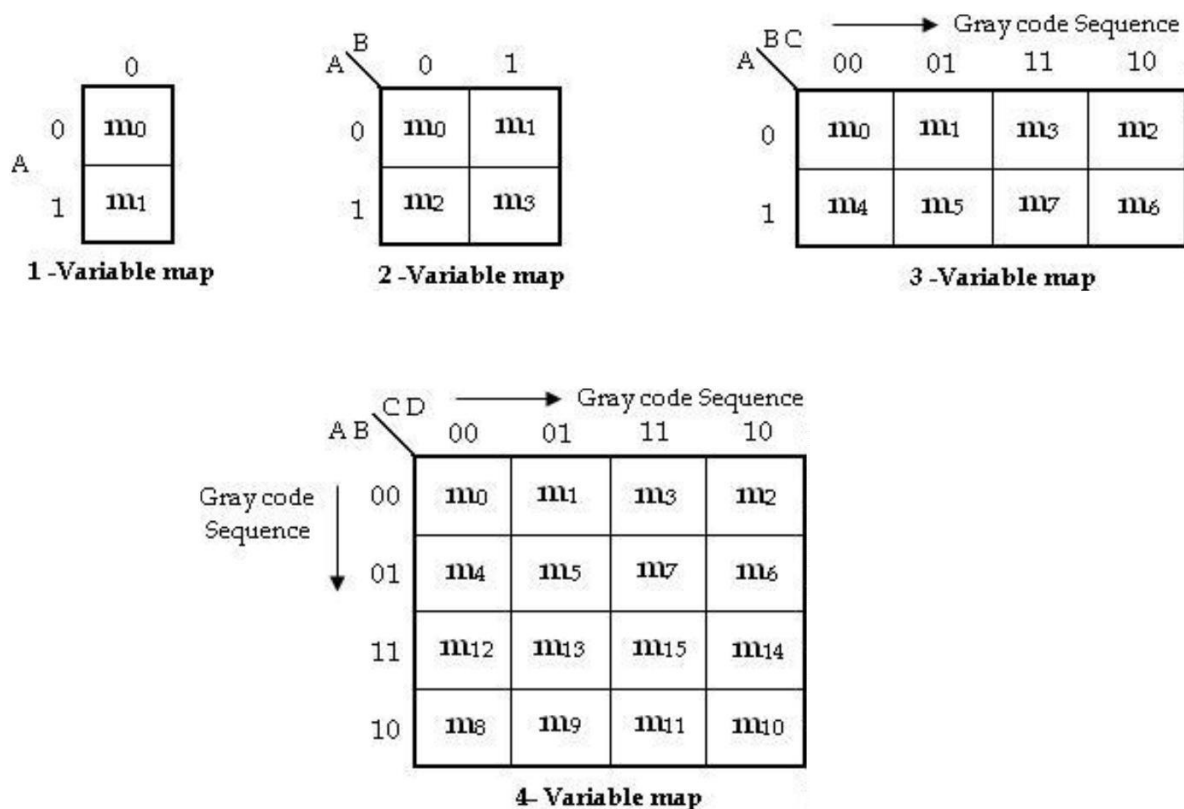 0
0 m0
A
1 m1
1 -Variable map
B
A 0 1
0 m0 m1
1 m2 m3
2 -Variable map
Gray code Sequence
B C
A 00 01 11 10
0 m0 m1 m3 m2
1 m4 m5 m7 m6
3 -Variable map
Gray code Sequence
C D
A B 00 01 11 10
Gray code
Sequence
00 m0 m1 m3 m2
01 m4 m5 m7 m6
11 m12 m13 m15 m14
10 m8 m9 m11 m10
4- Variable map